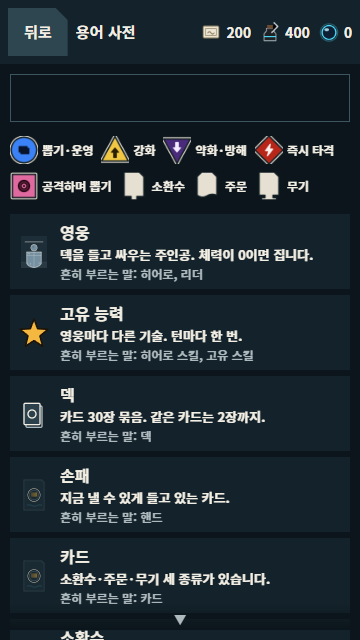 뒤로
용어 사전
200
400
0
뽑기·운영
강화
약화·방해
즉시 타격
공격하며 뽑기
소환수
주문
무기
영웅
덱을 들고 싸우는 주인공. 체력이 0이면 집니다.
흔히 부르는 말: 히어로, 리더
고유 능력
영웅마다 다른 기술. 턴마다 한 번.
흔히 부르는 말: 히어로 스킬, 고유 스킬
덱
카드 30장 묶음. 같은 카드는 2장까지.
흔히 부르는 말: 덱
손패
지금 낼 수 있게 들고 있는 카드.
흔히 부르는 말: 핸드
카드
소환수·주문·무기 세 종류가 있습니다.
흔히 부르는 말: 카드
소환수